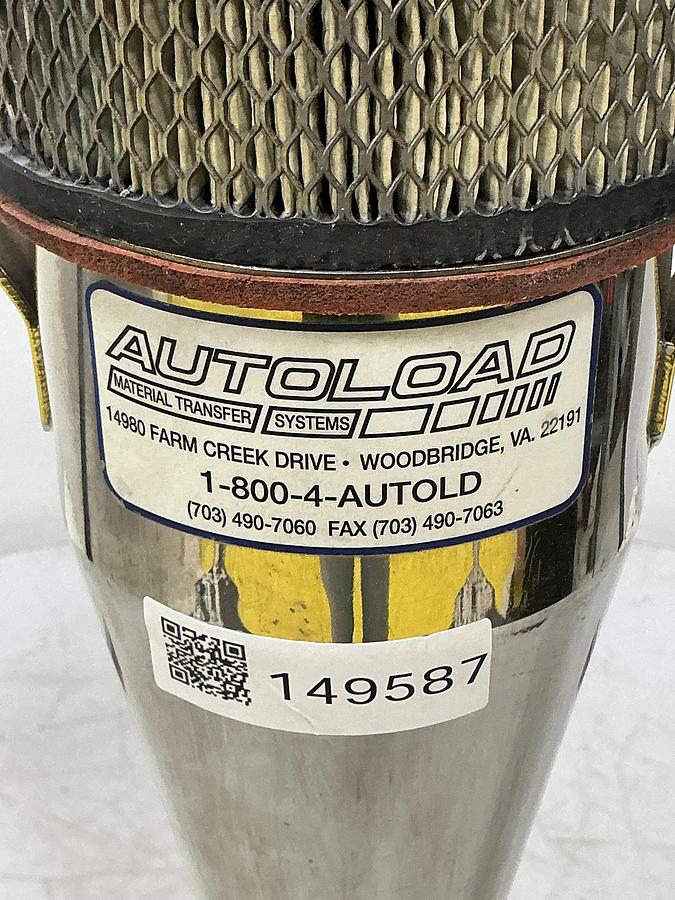 AUTOLOAD
MATERIAL TRANSFER SYSTEMS
14980 FARM CREEK DRIVE • WOODBRIDGE, VA. 22191
1-800-4-AUTOLD
(703) 490-7060 FAX (703) 490-7063
149587